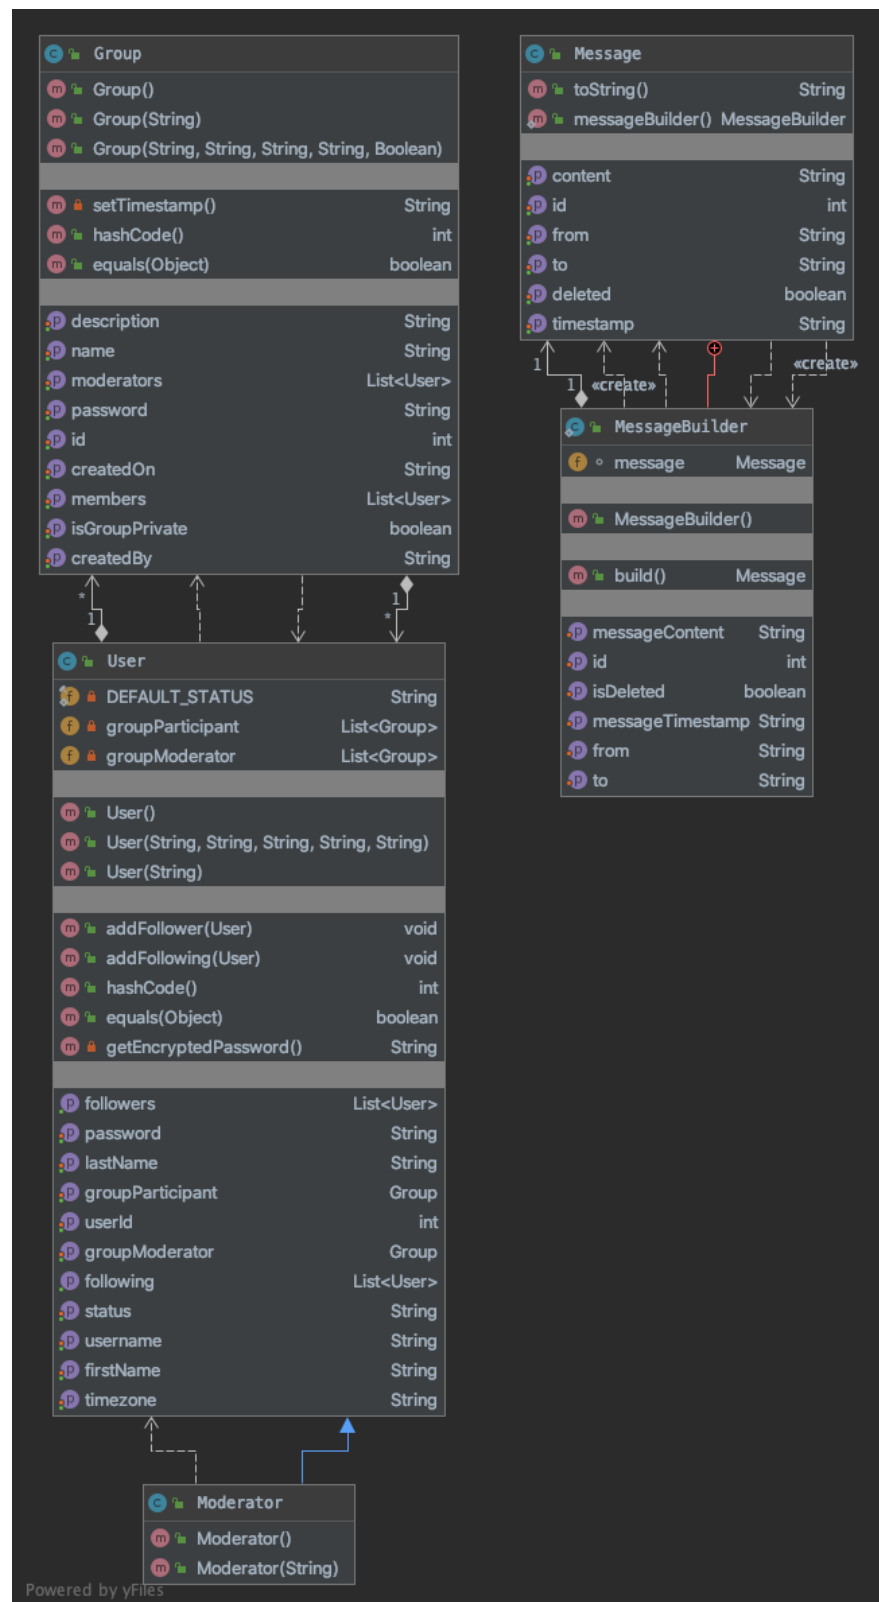 Group
Group()
Group(String)
Group(String, String, String, String, Boolean)
setTimestamp() String
hashCode() int
equals(Object) boolean
description String
name String
moderators List<User>
password String
id int
createdOn String
members List<User>
isGroupPrivate boolean
createdBy String
* 1 1 *
User
DEFAULT_STATUS String
groupParticipant List<Group>
groupModerator List<Group>
User()
User(String, String, String, String, String)
User(String)
addFollower(User) void
addFollowing(User) void
hashCode() int
equals(Object) boolean
getEncryptedPassword() String
followers List<User>
password String
lastName String
groupParticipant Group
userId int
groupModerator Group
following List<User>
status String
username String
firstName String
timezone String
Moderator
Moderator()
Moderator(String)
Message
toString() String
messageBuilder() MessageBuilder
content String
id int
from String
to String
deleted boolean
timestamp String
1 «create»
1 «create»
MessageBuilder
message Message
MessageBuilder()
build() Message
messageContent String
id int
isDeleted boolean
messageTimestamp String
from String
to String
Powered by yFiles